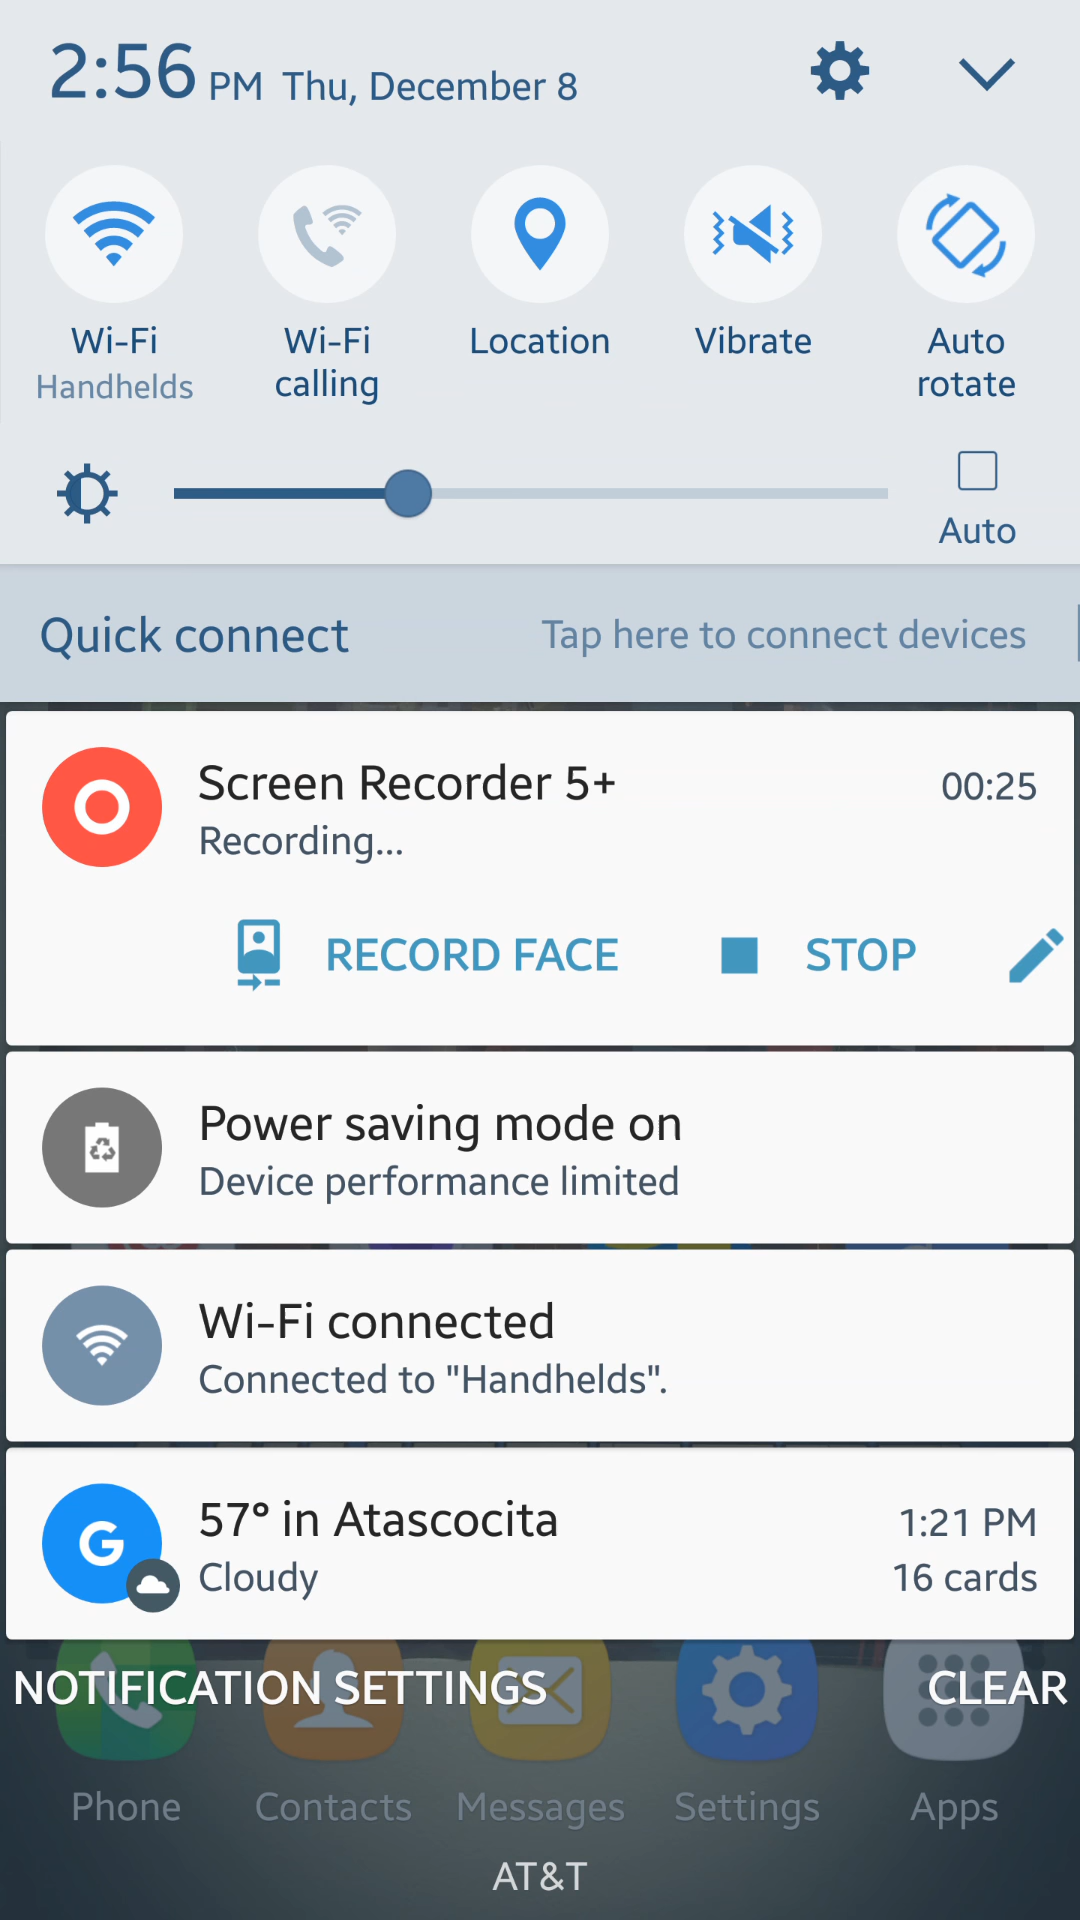 2:56 PM Thu, December 8
Wi-Fi
Handhelds
Wi-Fi
calling
Location
Vibrate
Auto
rotate
Auto
Quick connect Tap here to connect devices
Screen Recorder 5+ 00:25
Recording...
RECORD FACE STOP
Power saving mode on
Device performance limited
Wi-Fi connected
Connected to "Handhelds".
G
57° in Atascocita 1:21 PM
Cloudy 16 cards
NOTIFICATION SETTINGS CLEAR
Phone Contacts Messages Settings Apps
AT&T